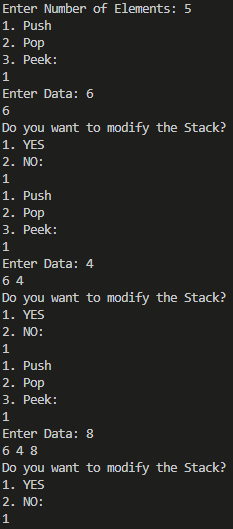 Enter Number of Elements: 5
1. Push
2. Pop
3. Peek:
1
Enter Data: 6
6
Do you want to modify the Stack?
1. YES
2. NO:
1
1. Push
2. Pop
3. Peek:
1
Enter Data: 4
6 4
Do you want to modify the Stack?
1. YES
2. NO:
1
1. Push
2. Pop
3. Peek:
1
Enter Data: 8
6 4 8
Do you want to modify the Stack?
1. YES
2. NO:
1